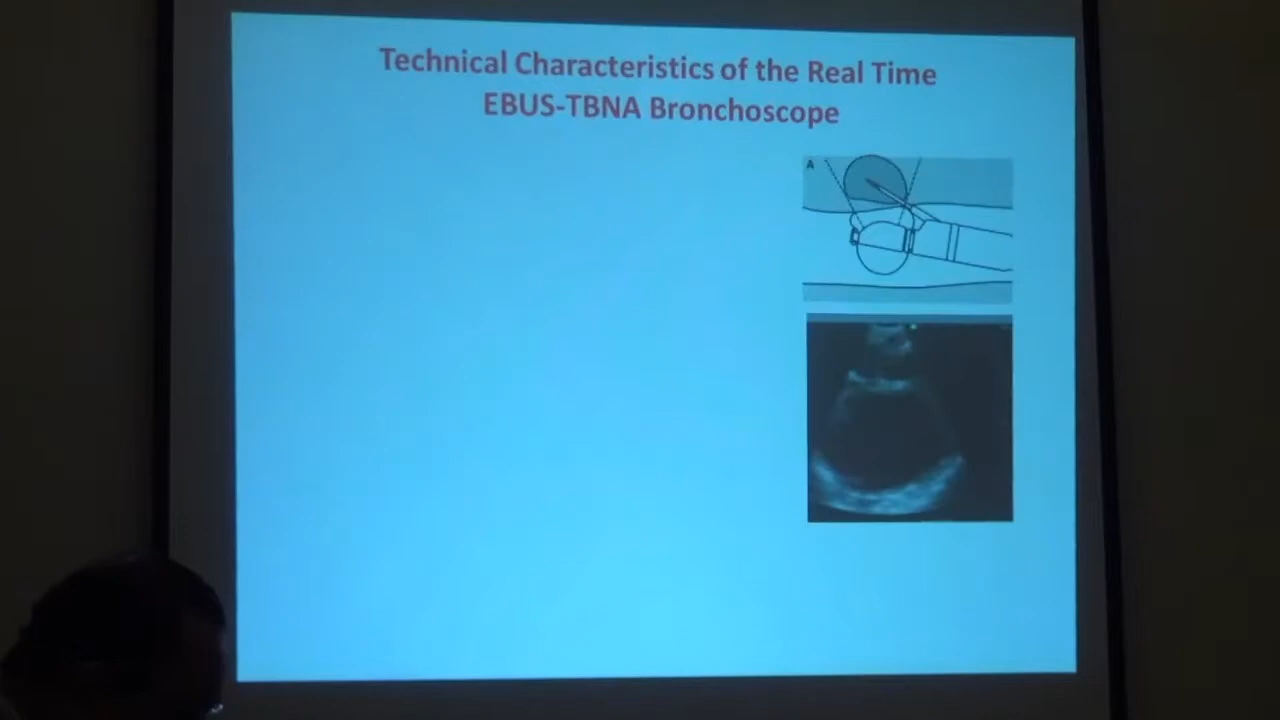 Technical Characteristics of the Real Time
EBUS-TBNA Bronchoscope
A